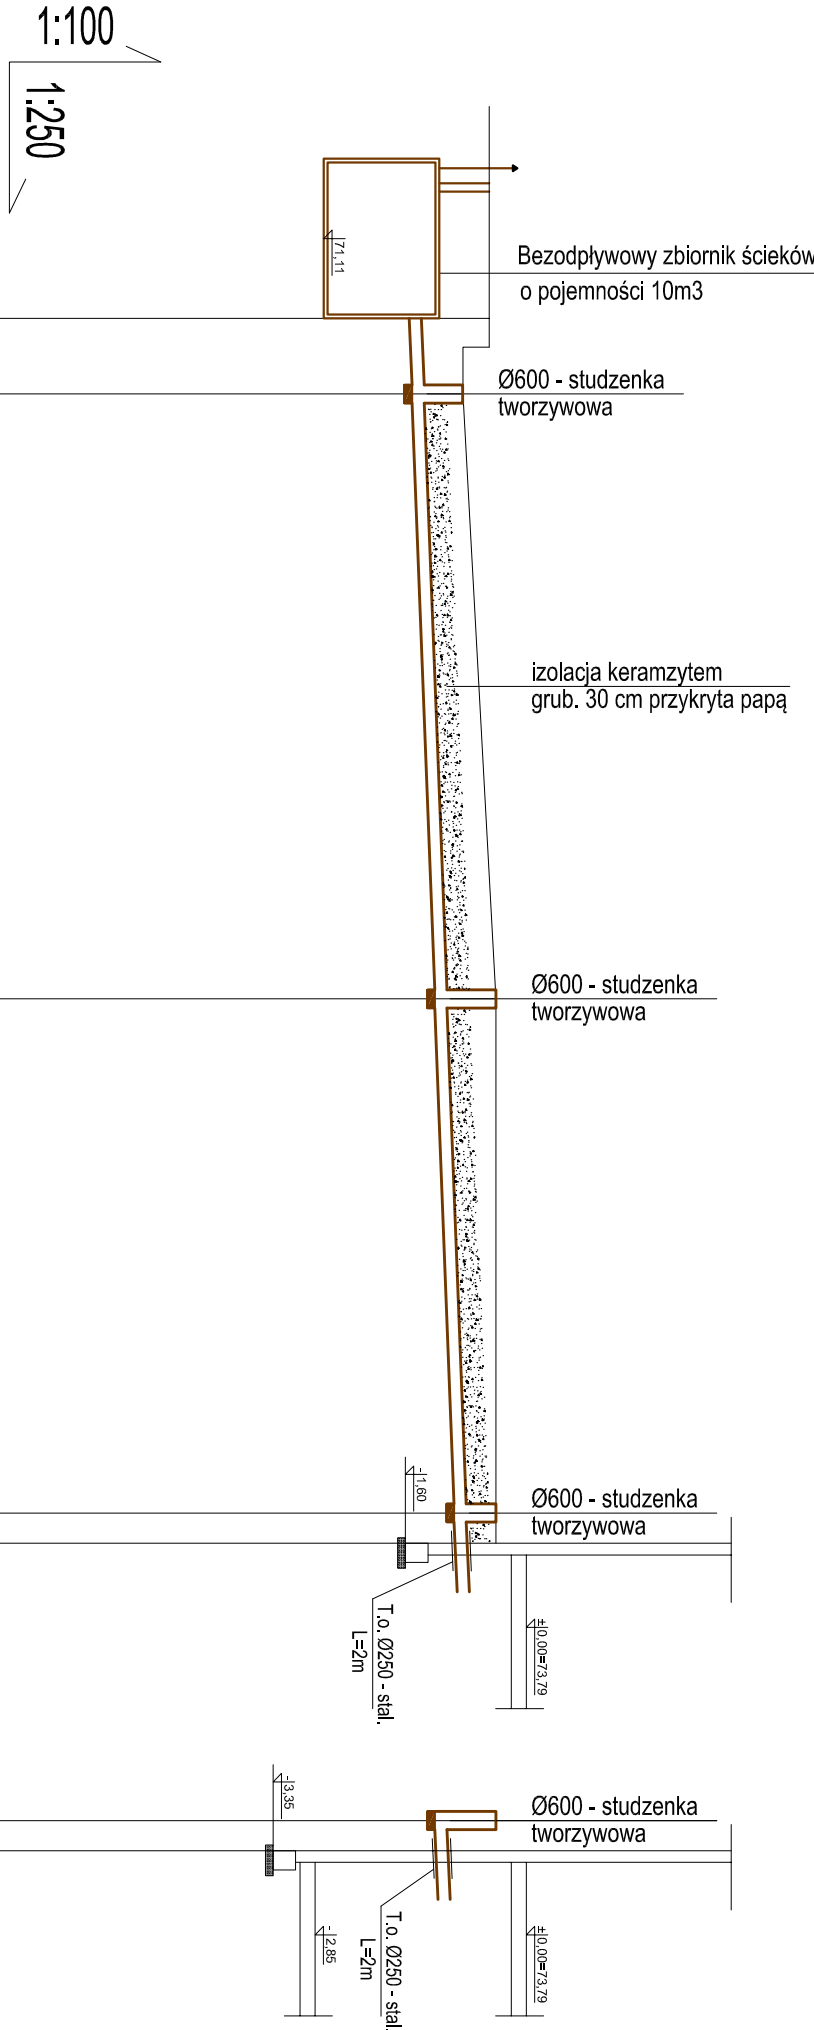 1:100
1:250
71,11
Bezodpływowy zbiornik ścieków
o pojemności 10m3
Ø600 - studzenka
tworzywowa
izolacja keramzytem
grub. 30 cm przykryta papą
Ø600 - studzenka
tworzywowa
-1,60
Ø600 - studzenka
tworzywowa
T.o. Ø250 - stal.
L=2m
±0,00=73,79
-3,35
Ø600 - studzenka
tworzywowa
T.o. Ø250 - stal.
L=2m
-2,85
±0,00=73,79